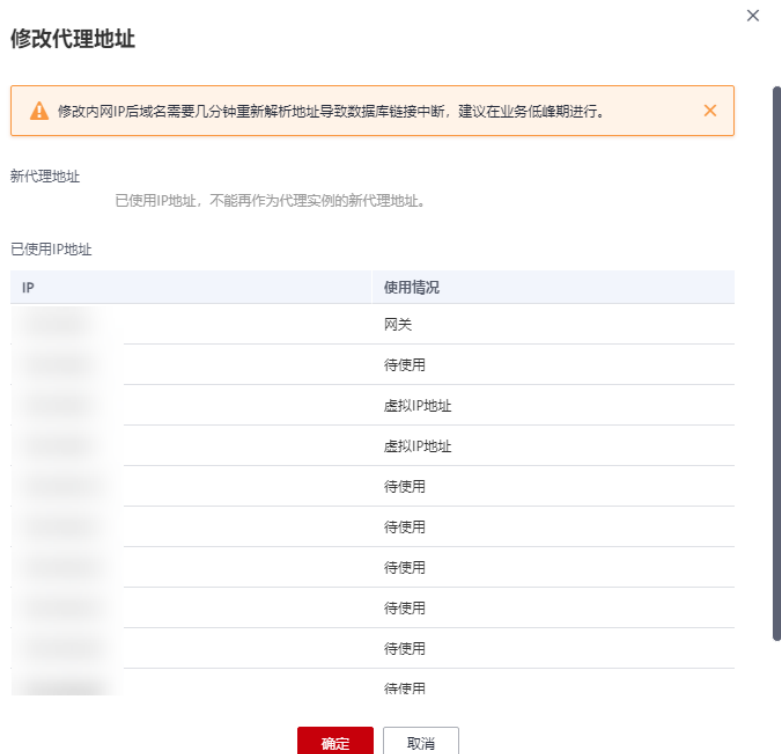 修改代理地址
修改内网IP后域名需要几分钟重新解析地址导致数据库链接中断，建议在业务低峰期进行。
新代理地址
已使用IP地址，不能再作为代理实例的新代理地址。
已使用IP地址
IP 使用情况
网关
待使用
虚拟IP地址
虚拟IP地址
待使用
待使用
待使用
待使用
待使用
待使用
确定 取消